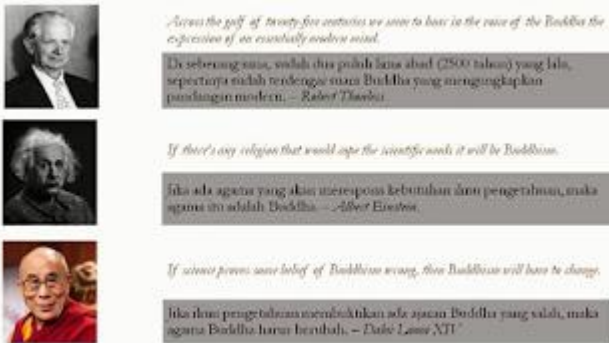 Across the gulf of twenty-five centuries we seem to hear in the voice of the Buddha the
expression of an essentially modern mind.
Di seberang sana, sudah dua puluh lima abad (2500 tahun) yang lalu,
sepertinya sudah terdengar suara Buddha yang mengungkapkan
pandangan modern. – Robert
If there's any religion that would cope the scientific needs it will be Buddhism.
Jika ada agama yang akan merespons kebutuhan ilmu pengetahuan, maka
agama itu adalah Buddha. – Albert Einstein.
If science proves some belief of Buddhism wrong, then Buddhism will have to change.
Jika ilmu pengetahuan membuktikan ada ajaran Buddha yang salah, maka
agama Buddha harus berubah. – Dalai Lama XIV